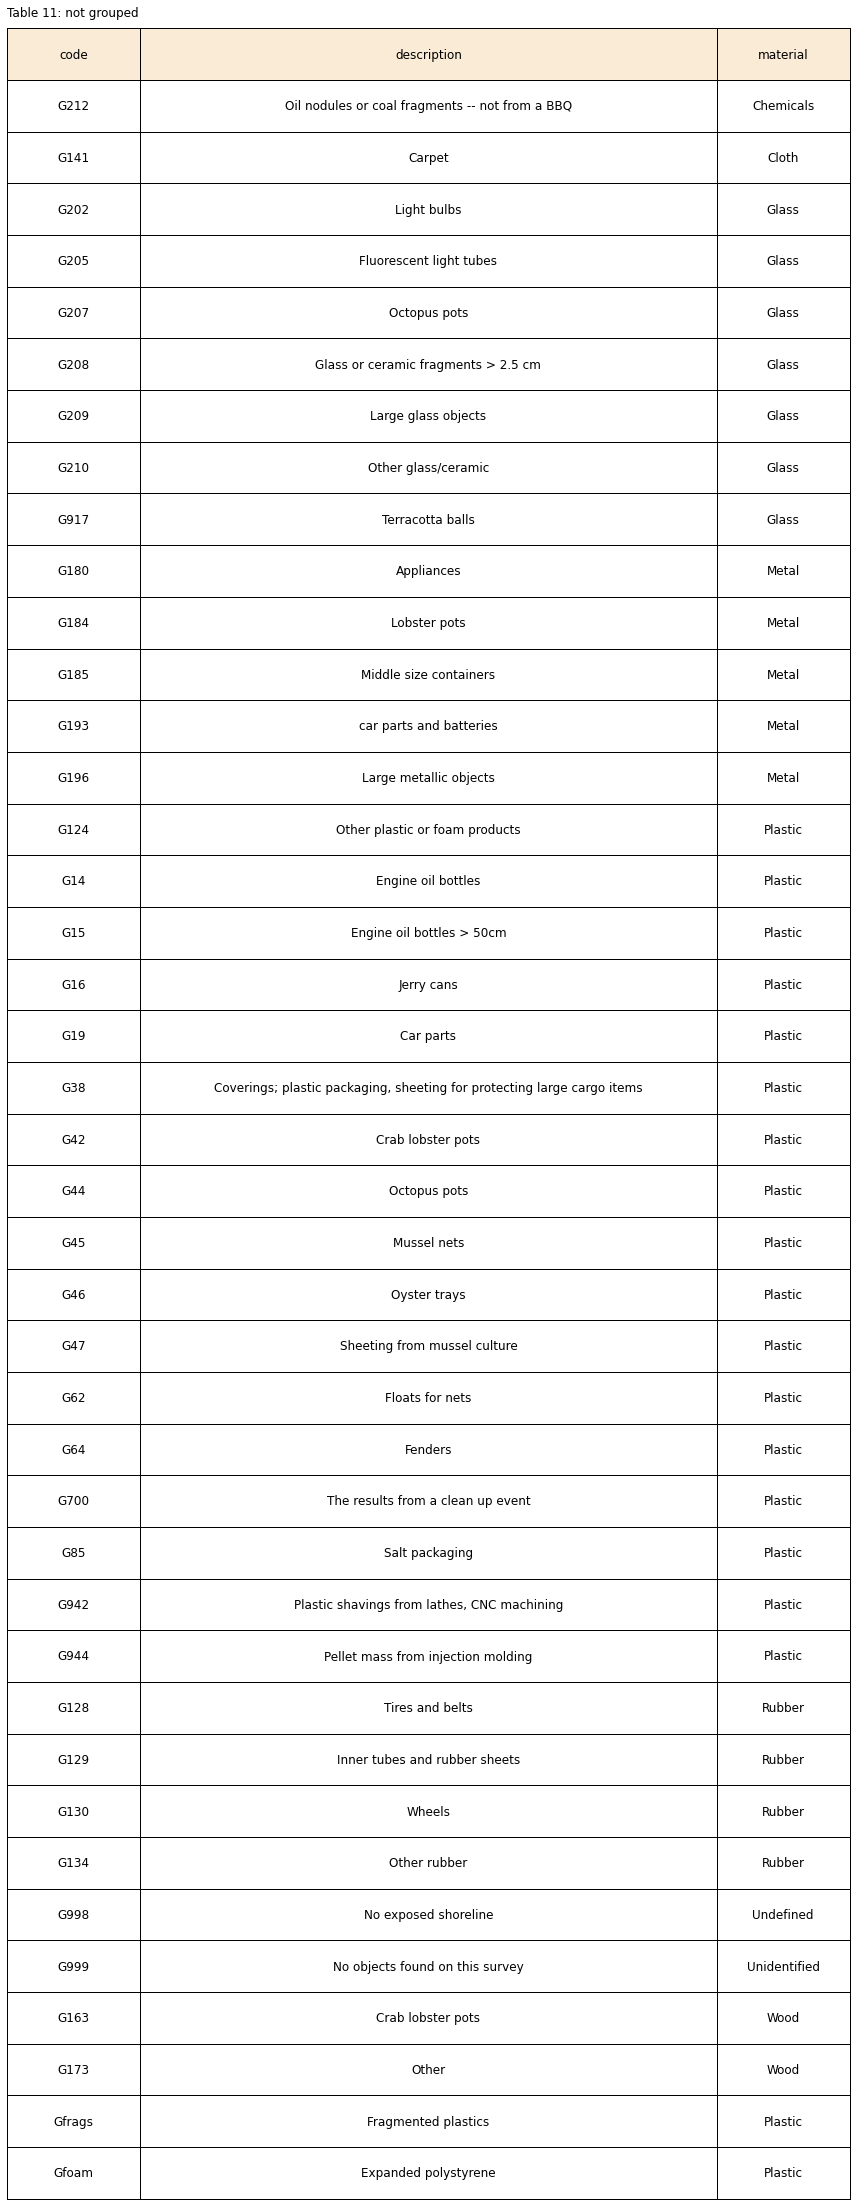 Table 11: not grouped
code description material
G212 Oil nodules or coal fragments -- not from a BBQ Chemicals
G141 Carpet Cloth
G202 Light bulbs Glass
G205 Fluorescent light tubes Glass
G207 Octopus pots Glass
G208 Glass or ceramic fragments > 2.5 cm Glass
G209 Large glass objects Glass
G210 Other glass/ceramic Glass
G917 Terracotta balls Glass
G180 Appliances Metal
G184 Lobster pots Metal
G185 Middle size containers Metal
G193 car parts and batteries Metal
G196 Large metallic objects Metal
G124 Other plastic or foam products Plastic
G14 Engine oil bottles Plastic
G15 Engine oil bottles > 50cm Plastic
G16 Jerry cans Plastic
G19 Car parts Plastic
G38 Coverings; plastic packaging, sheeting for protecting large cargo items Plastic
G42 Crab lobster pots Plastic
G44 Octopus pots Plastic
G45 Mussel nets Plastic
G46 Oyster trays Plastic
G47 Sheeting from mussel culture Plastic
G62 Floats for nets Plastic
G64 Fenders Plastic
G700 The results from a clean up event Plastic
G85 Salt packaging Plastic
G942 Plastic shavings from lathes, CNC machining Plastic
G944 Pellet mass from injection molding Plastic
G128 Tires and belts Rubber
G129 Inner tubes and rubber sheets Rubber
G130 Wheels Rubber
G134 Other rubber Rubber
G998 No exposed shoreline Undefined
G999 No objects found on this survey Unidentified
G163 Crab lobster pots Wood
G173 Other Wood
Gfrags Fragmented plastics Plastic
Gfoam Expanded polystyrene Plastic